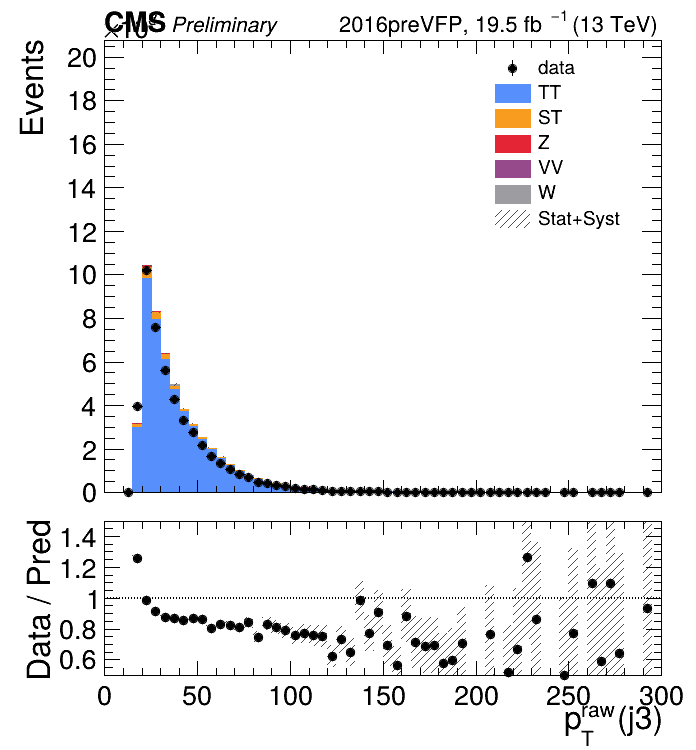 CMS Preliminary 2016preVFP, 19.5 fb ⁻¹ (13 TeV)
Events
20
18
16
14
12
10
8
6
4
2
0
data
TT
ST
Z
VV
W
Stat+Syst
Data / Pred
1.4
1.2
1
0.8
0.6
0 50 100 150 200 250 300
p_T^raw(j3)